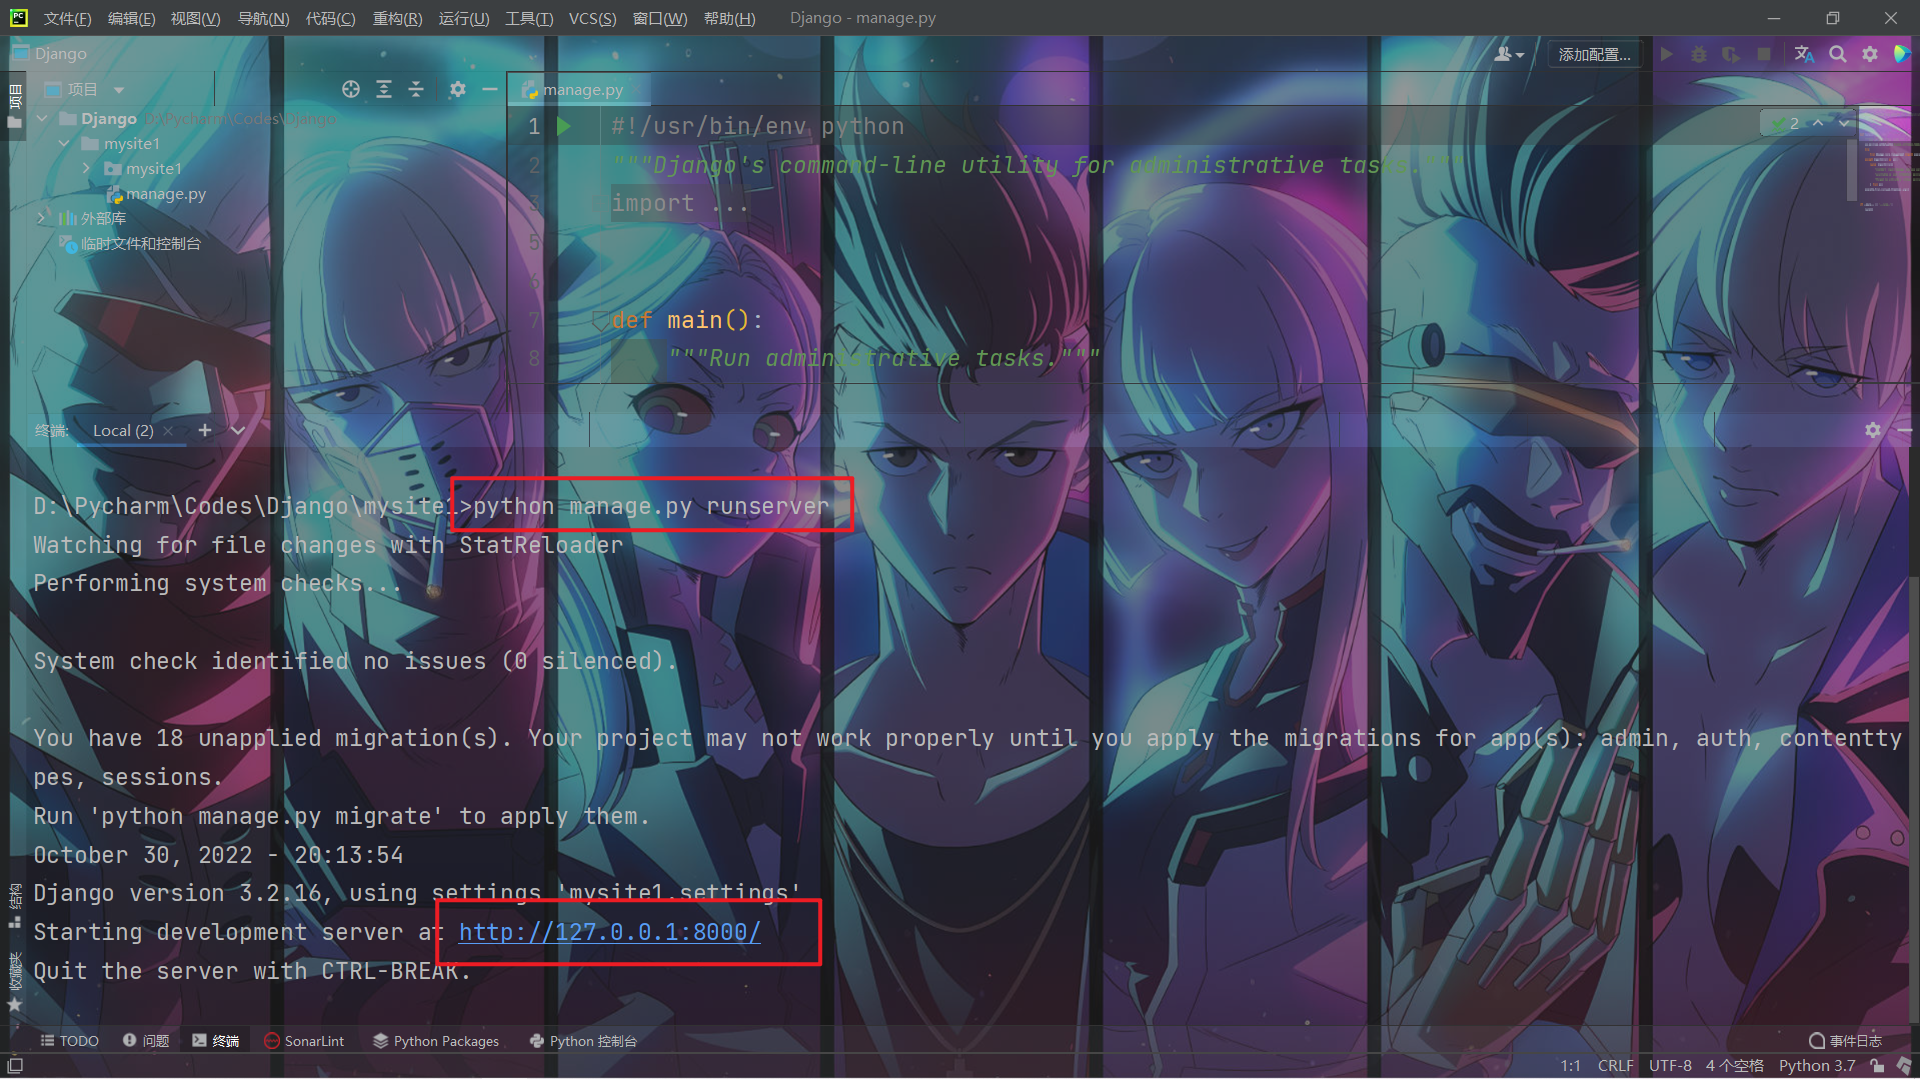 PC 文件(F) 编辑(E) 视图(V) 导航(N) 代码(C) 重构(R) 运行(U) 工具(T) VCS(S) 窗口(W) 帮助(H) Django - manage.py
Django 添加配置...
项目 项目 manage.py
Django D:\Pycharm\Codes\Django
mysite1
mysite1
manage.py
外部库
临时文件和控制台
1 #!/usr/bin/env python 2
2 """Django's command-line utility for administrative tasks."""
3 import ...
5
6
7 def main():
8 """Run administrative tasks."""
终端: Local (2)
D:\Pycharm\Codes\Django\mysite1>python manage.py runserver
Watching for file changes with StatReloader
Performing system checks...
System check identified no issues (0 silenced).
You have 18 unapplied migration(s). Your project may not work properly until you apply the migrations for app(s): admin, auth, contentty
pes, sessions.
Run 'python manage.py migrate' to apply them.
October 30, 2022 - 20:13:54
Django version 3.2.16, using settings 'mysite1.settings'
Starting development server at http://127.0.0.1:8000/
Quit the server with CTRL-BREAK.
结构
收藏夹
TODO 问题 终端 SonarLint Python Packages Python 控制台 事件日志
1:1 CRLF UTF-8 4 个空格 Python 3.7